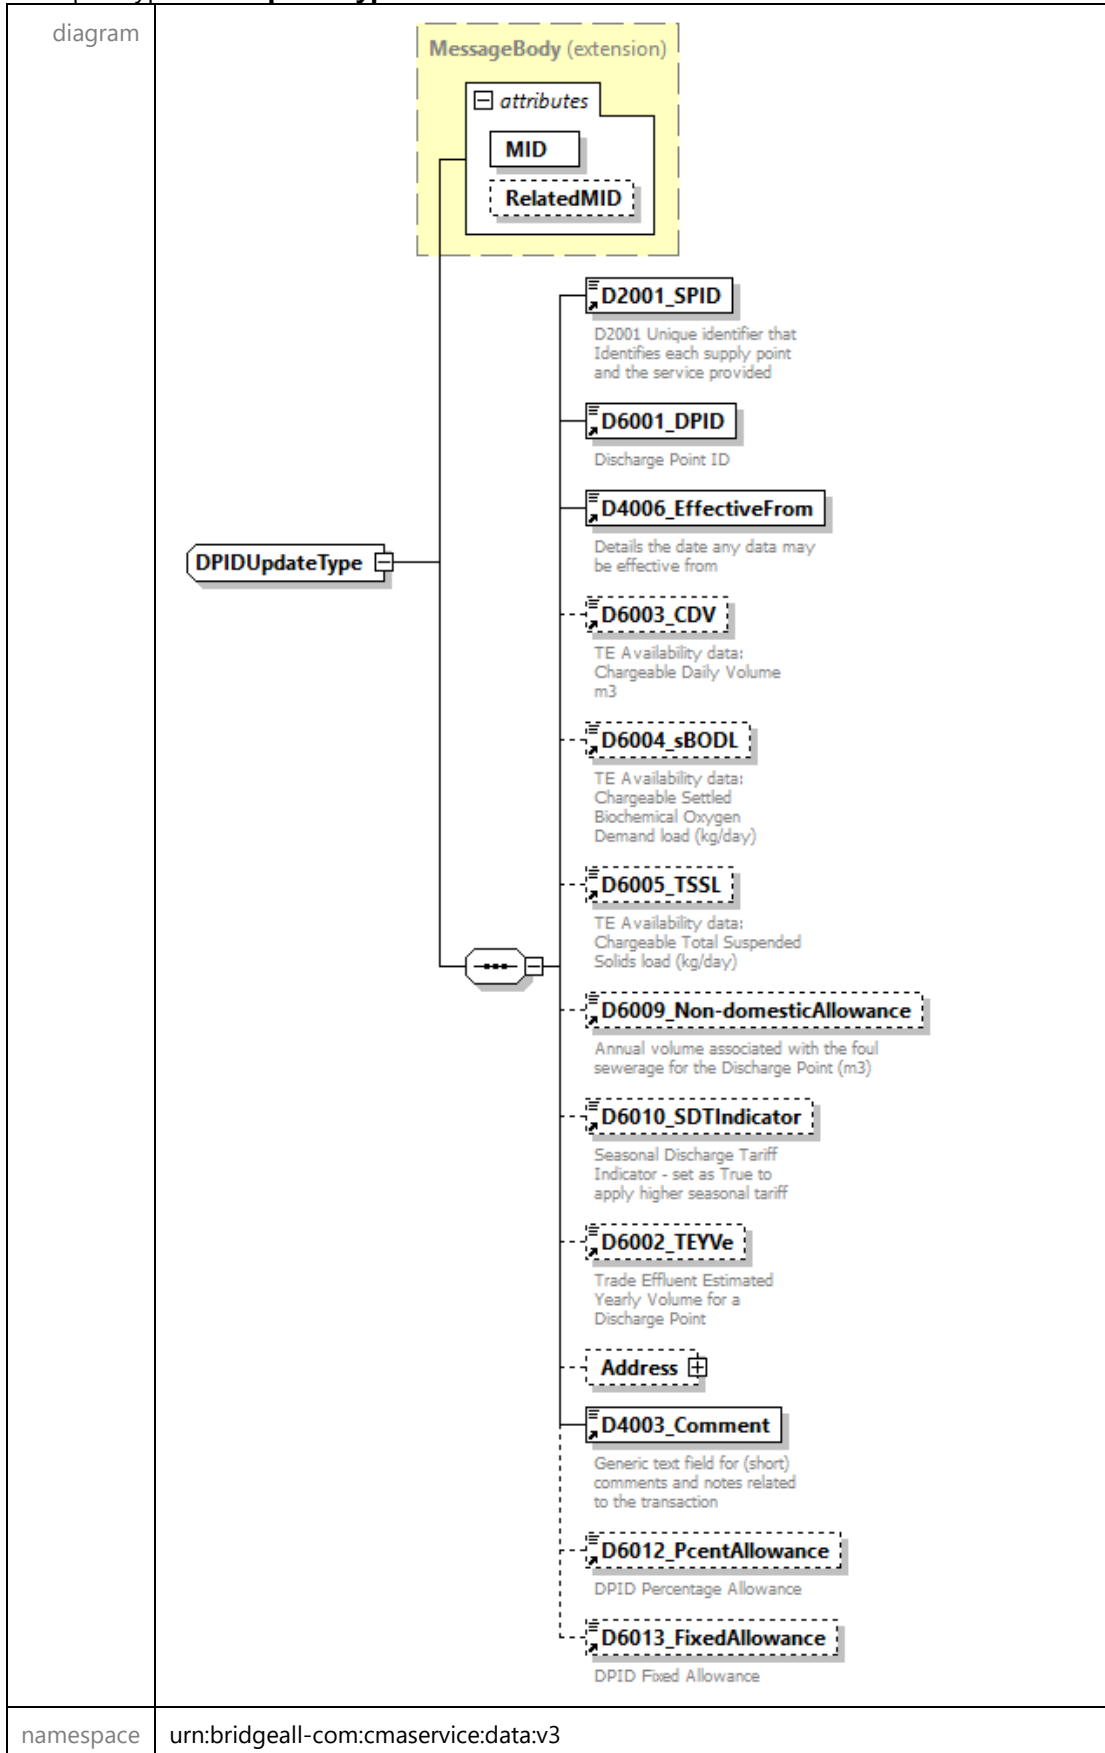 diagram
MessageBody (extension)
attributes
MID
RelatedMID
D2001_SPID
D2001 Unique identifier that
Identifies each supply point
and the service provided
D6001_DPID
Discharge Point ID
D4006_EffectiveFrom
Details the date any data may
be effective from
DPIDUpdateType
D6003_CDV
TE Availability data:
Chargeable Daily Volume
m3
D6004_sBODL
TE Availability data:
Chargeable Settled
Biochemical Oxygen
Demand load (kg/day)
D6005_TSSL
TE Availability data:
Chargeable Total Suspended
Solids load (kg/day)
D6009_Non-domesticAllowance
Annual volume associated with the foul
sewerage for the Discharge Point (m3)
D6010_SDTIndicator
Seasonal Discharge Tariff
Indicator - set as True to
apply higher seasonal tariff
D6002_TEYVe
Trade Effluent Estimated
Yearly Volume for a
Discharge Point
Address
D4003_Comment
Generic text field for (short)
comments and notes related
to the transaction
D6012_PcentAllowance
DPID Percentage Allowance
D6013_FixedAllowance
DPID Fixed Allowance
namespace
urn:bridgeall-com:cmaservice:data:v3